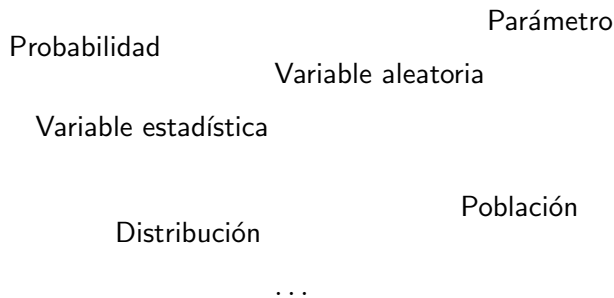 Parámetro
Probabilidad
Variable aleatoria
Variable estadística
Población
Distribución
...